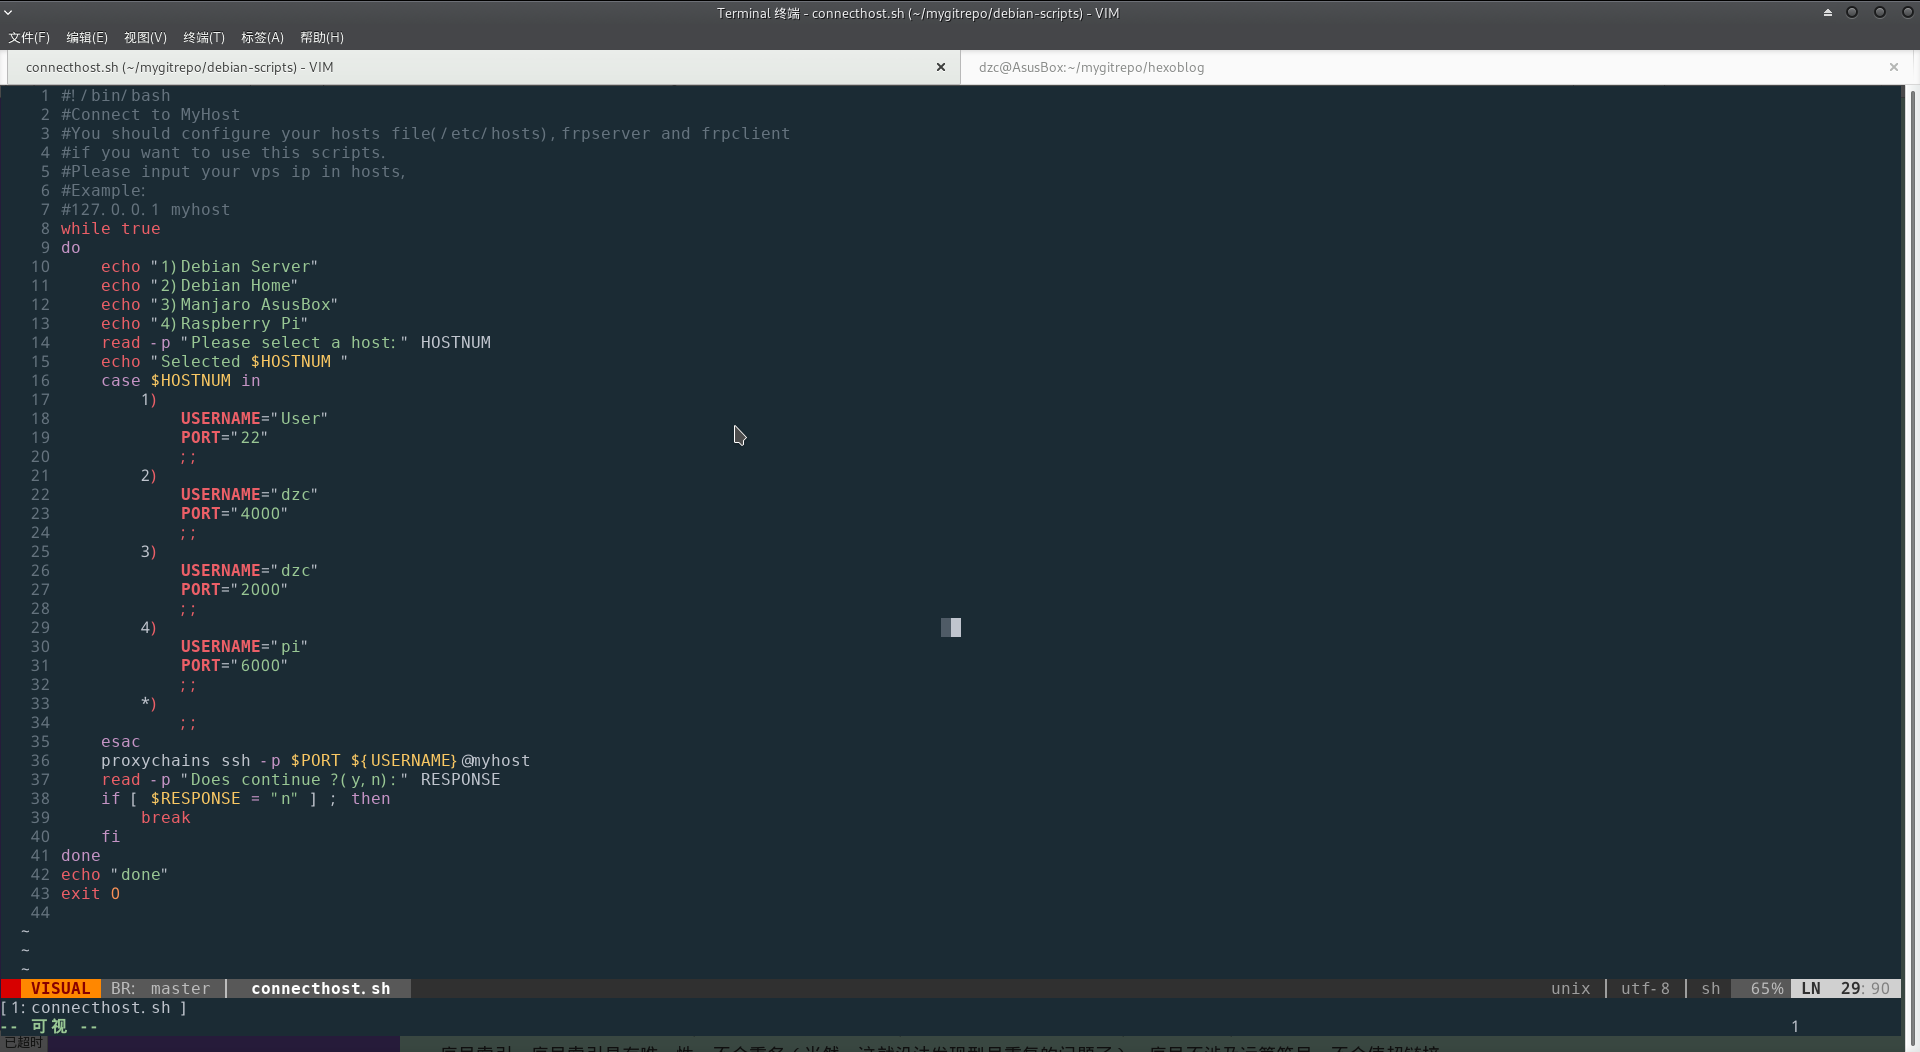 Terminal 终端 - connecthost.sh (~/mygitrepo/debian-scripts) - VIM
文件(F) 编辑(E) 视图(V) 终端(T) 标签(A) 帮助(H)
connecthost.sh (~/mygitrepo/debian-scripts) - VIM dzc@AsusBox:~/mygitrepo/hexoblog
1 #!/bin/bash
2 #Connect to MyHost
3 #You should configure your hosts file(/etc/hosts),frpserver and frpclient
4 #if you want to use this scripts.
5 #Please input your vps ip in hosts,
6 #Example:
7 #127.0.0.1 myhost
8 while true
9 do
10     echo "1)Debian Server"
11     echo "2)Debian Home"
12     echo "3)Manjaro AsusBox"
13     echo "4)Raspberry Pi"
14     read -p "Please select a host:" HOSTNUM
15     echo "Selected $HOSTNUM "
16     case $HOSTNUM in
17         1)
18             USERNAME="User"
19             PORT="22"
20             ;;
21         2)
22             USERNAME="dzc"
23             PORT="4000"
24             ;;
25         3)
26             USERNAME="dzc"
27             PORT="2000"
28             ;;
29         4)
30             USERNAME="pi"
31             PORT="6000"
32             ;;
33         *)
34             ;;
35     esac
36     proxychains ssh -p $PORT ${USERNAME}@myhost
37     read -p "Does continue ?(y,n):" RESPONSE
38     if [ $RESPONSE = "n" ] ; then
39         break
40     fi
41 done
42 echo "done"
43 exit 0
44
~
~
~
VISUAL BR: master | connecthost.sh unix | utf-8 | sh 65% LN 29:90
[1:connecthost.sh ]
-- 可视 -- 1
已超时